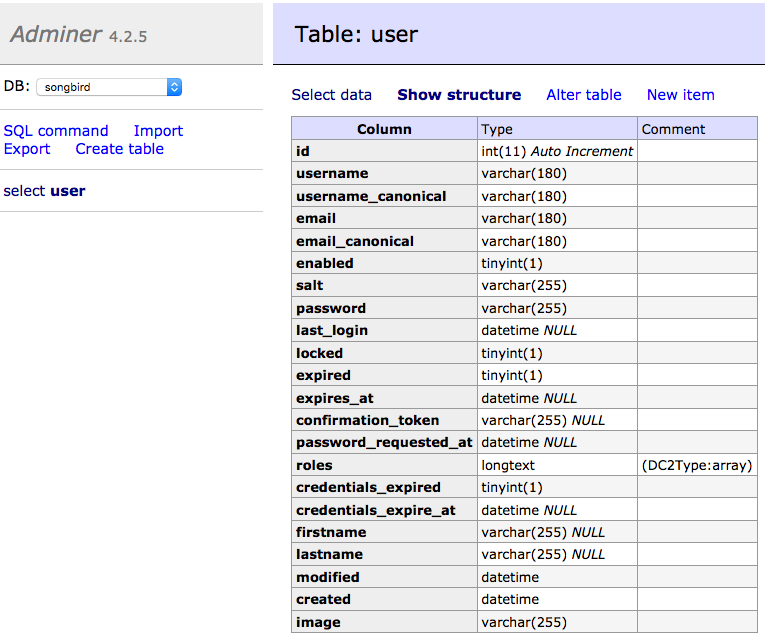 Adminer 4.2.5
DB: songbird
SQL command Import
Export Create table
select user
Table: user
Select data Show structure Alter table New item
Column Type Comment
id int(11) Auto Increment
username varchar(180)
username_canonical varchar(180)
email varchar(180)
email_canonical varchar(180)
enabled tinyint(1)
salt varchar(255)
password varchar(255)
last_login datetime NULL
locked tinyint(1)
expired tinyint(1)
expires_at datetime NULL
confirmation_token varchar(255) NULL
password_requested_at datetime NULL
roles longtext (DC2Type:array)
credentials_expired tinyint(1)
credentials_expire_at datetime NULL
firstname varchar(255) NULL
lastname varchar(255) NULL
modified datetime
created datetime
image varchar(255)